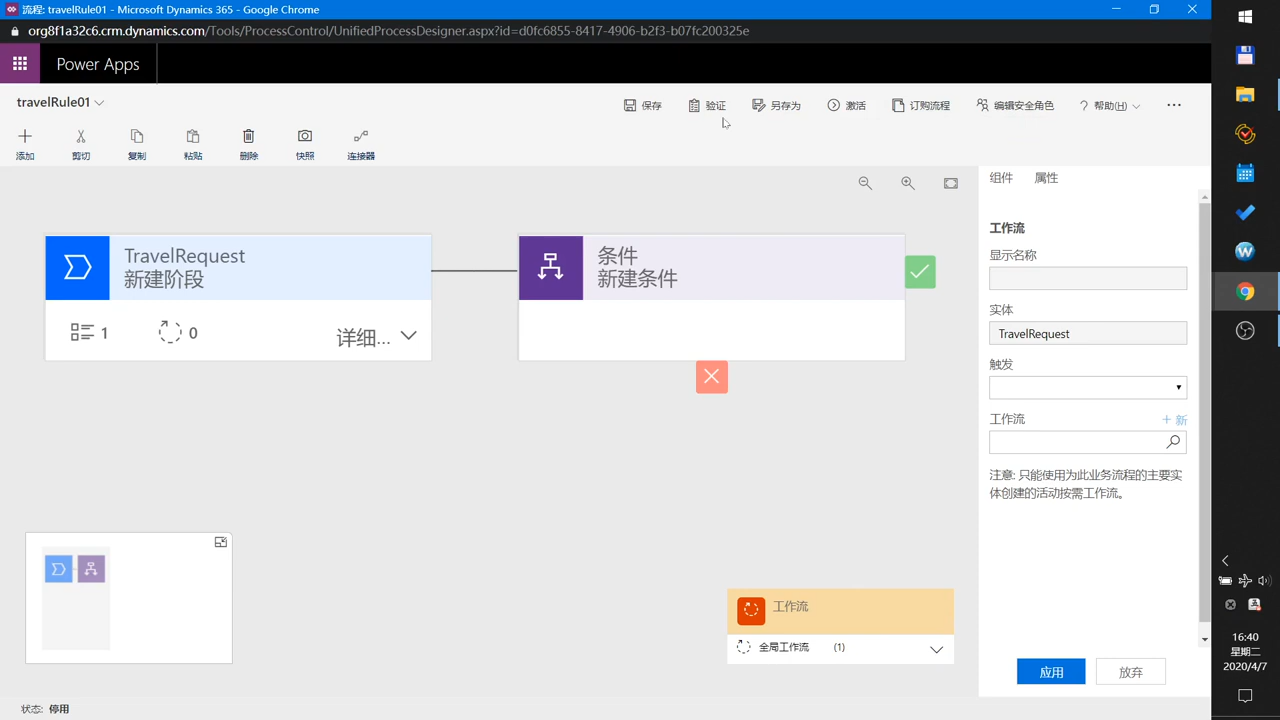 流程: travelRule01 - Microsoft Dynamics 365 - Google Chrome
org8f1a32c6.crm.dynamics.com/Tools/ProcessControl/UnifiedProcessDesigner.aspx?id=d0fc6855-8417-4906-b2f3-b07fc200325e
Power Apps
travelRule01
保存
验证
另存为
激活
订购流程
编辑安全角色
? 帮助(H)
添加
剪切
复制
粘贴
删除
快照
连接器
组件
属性
TravelRequest
新建阶段
1
0
详细...
条件
新建条件
工作流
显示名称
实体
TravelRequest
触发
工作流
+ 新
注意: 只能使用为此业务流程的主要实
体创建的活动按需工作流。
工作流
全局工作流 (1)
应用
放弃
状态: 停用
16:40
星期二
2020/4/7